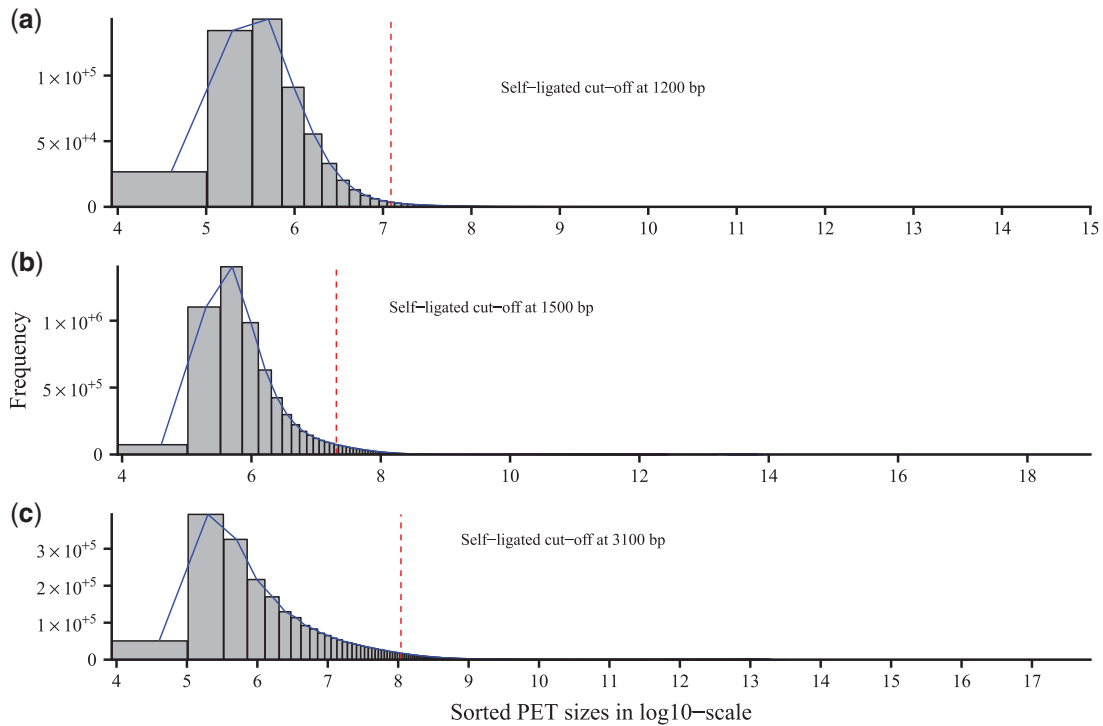 (a)
1 × 10+5
5 × 10+4
0
Self−ligated cut−off at 1200 bp
4 5 6 7 8 9 10 11 12 13 14 15
(b)
Frequency
1 × 10+6
5 × 10+5
0
Self−ligated cut−off at 1500 bp
4 6 8 10 12 14 16 18
(c)
3 × 10+5
2 × 10+5
1 × 10+5
0
Self−ligated cut−off at 3100 bp
4 5 6 7 8 9 10 11 12 13 14 15 16 17
Sorted PET sizes in log10−scale